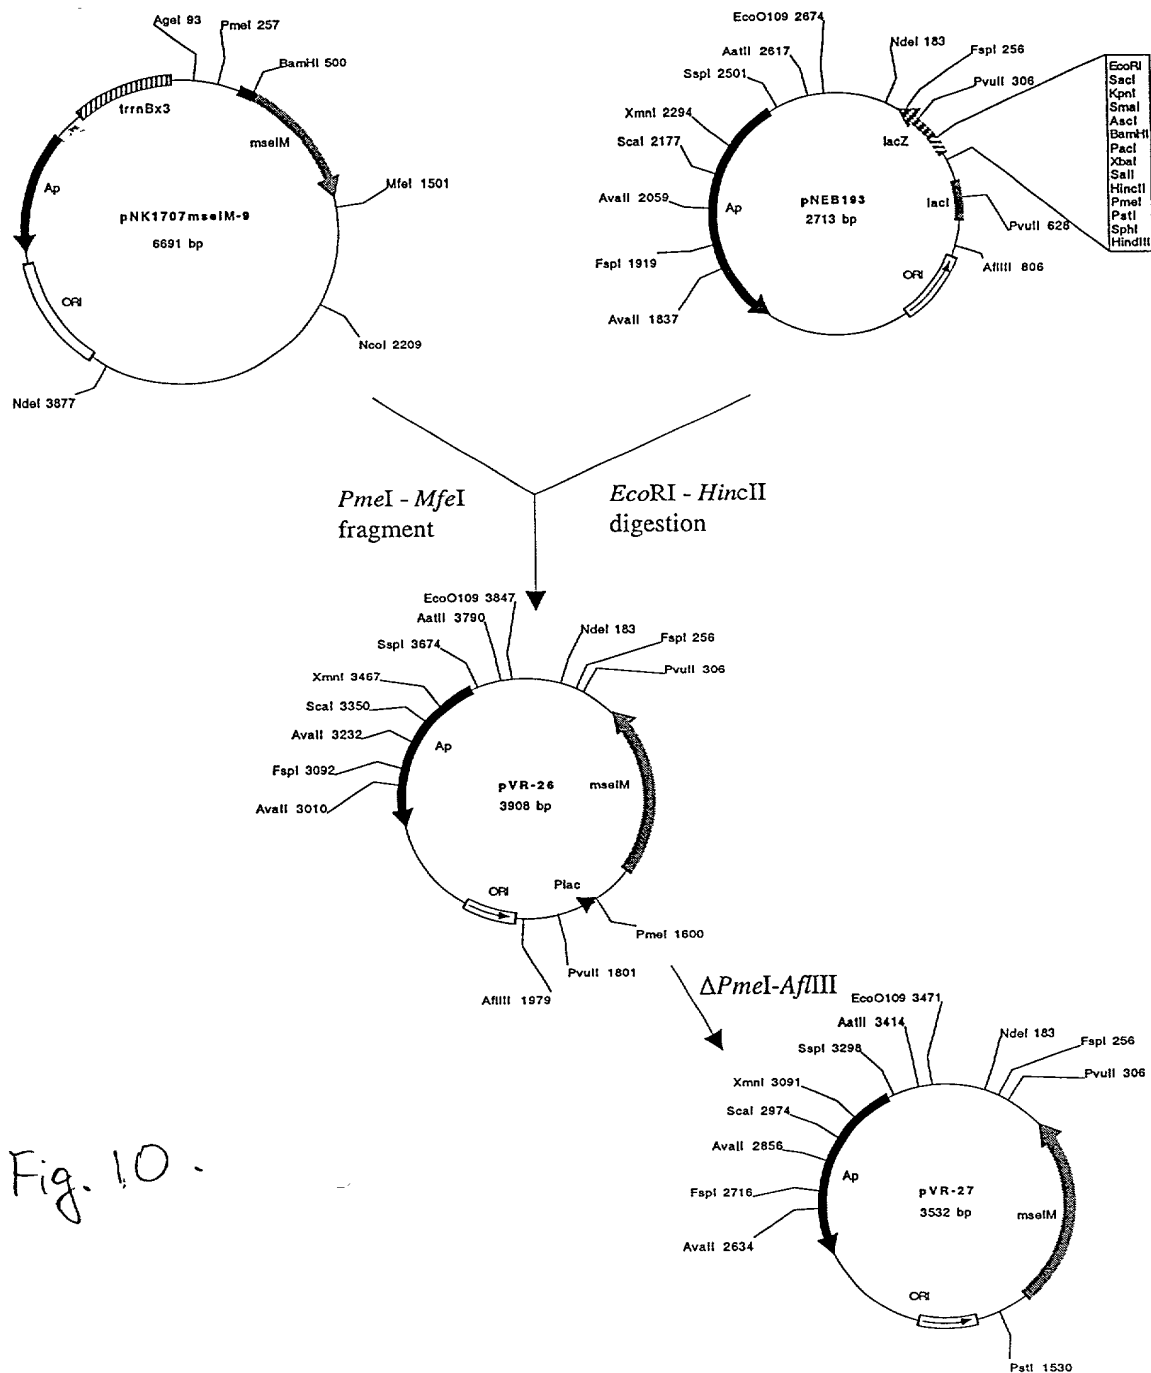 AgeI 93
PmeI 257
BamHI 500
trrnBx3
mseIM
Ap
MfeI 1501
pNK1707mseIM-9
6691 bp
ORI
NcoI 2209
NdeI 3877
EcoO109 2674
NdeI 183
AatII 2617
FspI 256
SspI 2501
PvuII 306
XmnI 2294
lacZ
ScaI 2177
AvaII 2059
Ap
pNEB193
2713 bp
lacI
PvuII 628
FspI 1919
AflIII 806
ORI
AvaII 1837
EcoRI
SacI
KpnI
SmaI
AscI
BamHI
PacI
XbaI
SalI
HincII
PmeI
PstI
SphI
HindIII
PmeI - MfeI
fragment
EcoRI - HincII
digestion
EcoO109 3847
AatII 3790
NdeI 183
SspI 3674
FspI 256
PvuII 306
XmnI 3467
ScaI 3350
AvaII 3232
Ap
FspI 3092
pVR-26
3908 bp
mseIM
AvaII 3010
ORI
Plac
PmeI 1600
PvuII 1801
AflIII 1979
ΔPmeI-AflIII
EcoO109 3471
AatII 3414
NdeI 183
SspI 3298
FspI 256
PvuII 306
XmnI 3091
ScaI 2974
AvaII 2856
Ap
FspI 2716
pVR-27
3532 bp
mseIM
AvaII 2634
ORI
PstI 1530
Fig. 10.